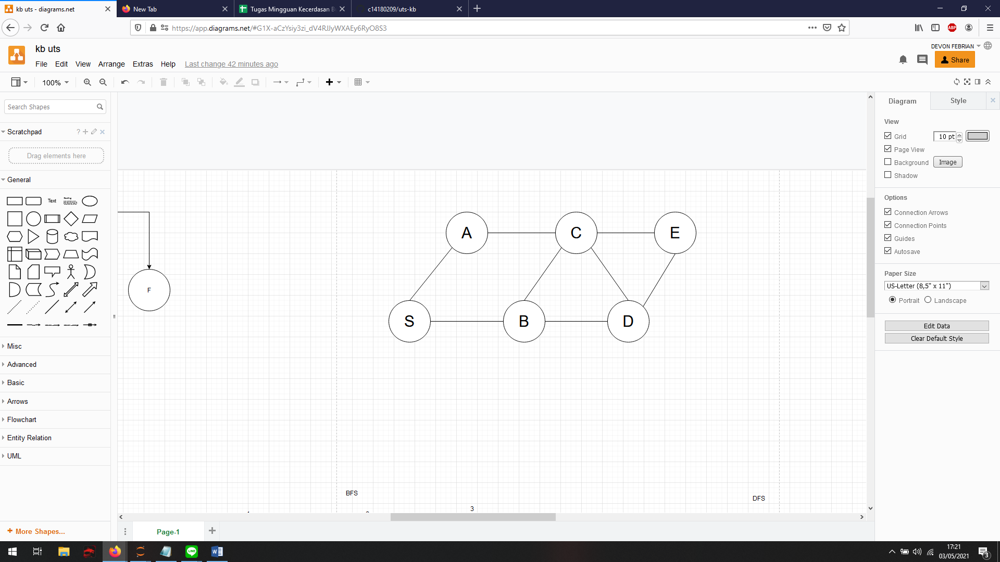 kb uts - diagrams.net
New Tab
Tugas Mingguan Kecerdasan B
c14180209/uts-kb
https://app.diagrams.net/#G1X-aCzYsiy3zi_dV4RJJyWXAEy6RyO8S3
ABP
kb uts
DEVON FEBRIAN
File Edit View Arrange Extras Help Last change 42 minutes ago
Share
100%
Search Shapes
Diagram
Style
Scratchpad
?
Drag elements here
View
Grid
10 pt
Page View
Background
Image
Shadow
General
Text
Heading
Options
Connection Arrows
Connection Points
Guides
Autosave
Paper Size
US-Letter (8,5" x 11")
Portrait
Landscape
Edit Data
Clear Default Style
A
C
E
F
S
B
D
Misc
Advanced
Basic
Arrows
Flowchart
Entity Relation
UML
BFS
DFS
3
More Shapes...
Page-1
LINE
17:21
03/05/2021
3